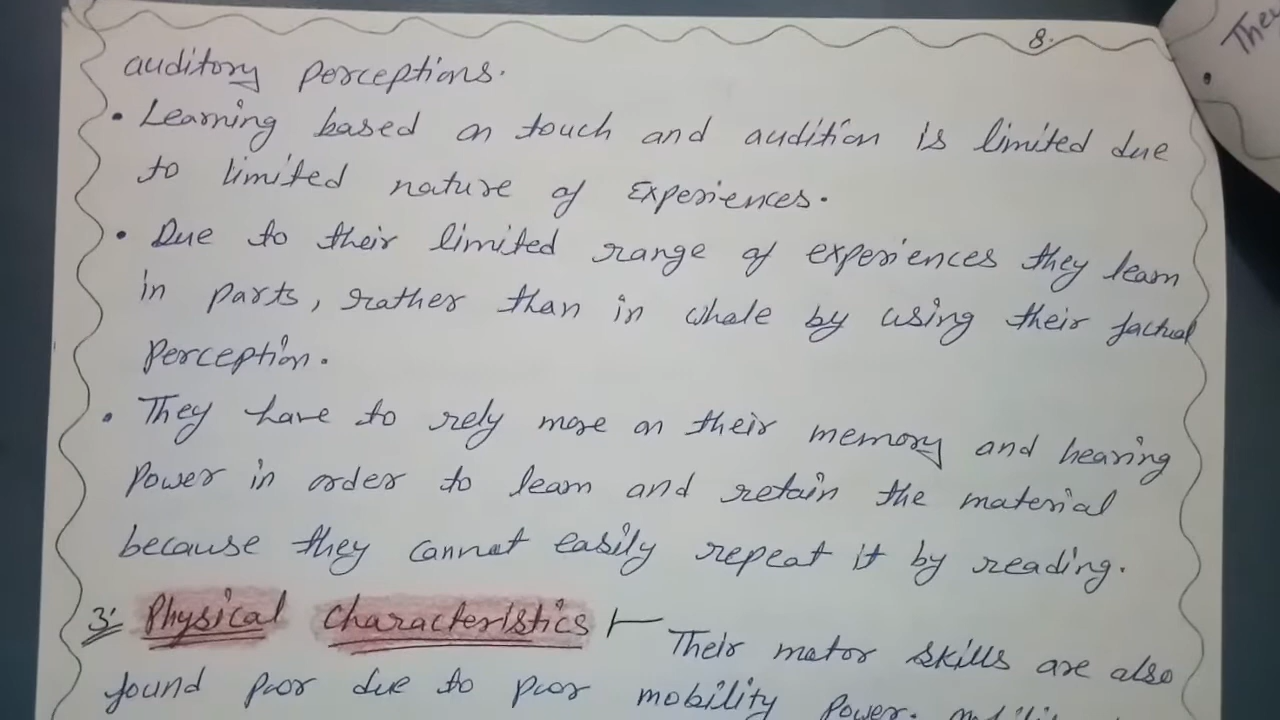 8.
auditory perceptions.
• Learning based on touch and audition is limited due
to limited nature of Experiences.
• Due to their limited range of experiences they learn
in parts, rather than in whole by using their factual
perception.
• They have to rely more on their memory and hearing
Power in order to learn and retain the material
because they cannot easily repeat it by reading.
3. Physical Characteristics :- Their motor skills are also
found poor due to poor mobility power.